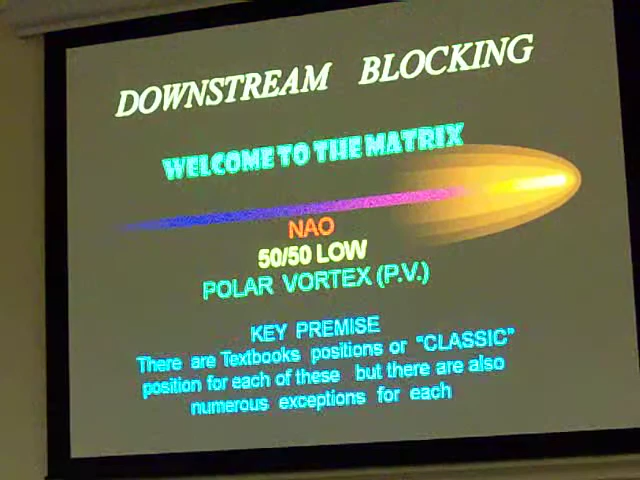 DOWNSTREAM BLOCKING
WELCOME TO THE MATRIX
NAO
50/50 LOW
POLAR VORTEX (P.V.)
KEY PREMISE
There are Textbooks positions or "CLASSIC"
position for each of these but there are also
numerous exceptions for each